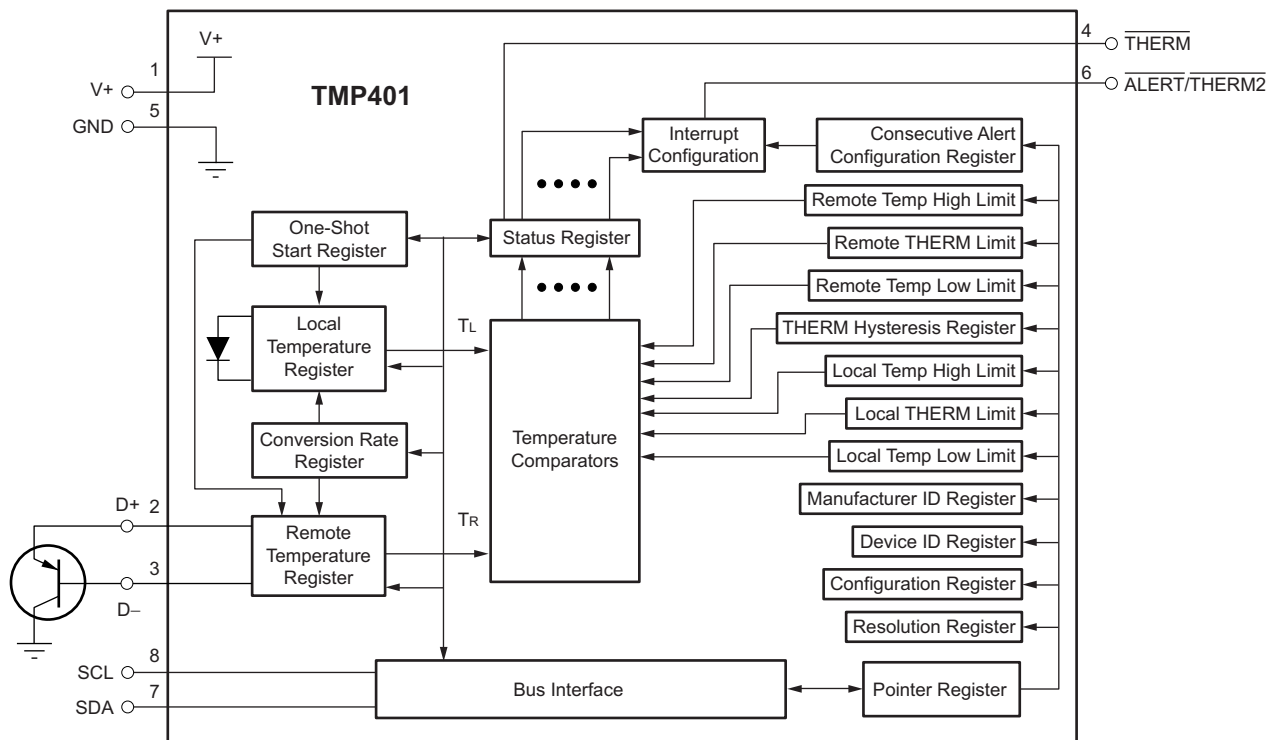 V+
1
V+
5
GND
TMP401
4
THERM
6
ALERT/THERM2
Interrupt
Configuration
Consecutive Alert
Configuration Register
One-Shot
Start Register
Status Register
Remote Temp High Limit
Remote THERM Limit
Remote Temp Low Limit
THERM Hysteresis Register
Local Temp High Limit
Local THERM Limit
Local Temp Low Limit
Manufacturer ID Register
Device ID Register
Configuration Register
Resolution Register
Local
Temperature
Register
TL
Conversion Rate
Register
Temperature
Comparators
D+ 2
Remote
Temperature
Register
TR
3
D−
8
SCL
7
SDA
Bus Interface
Pointer Register